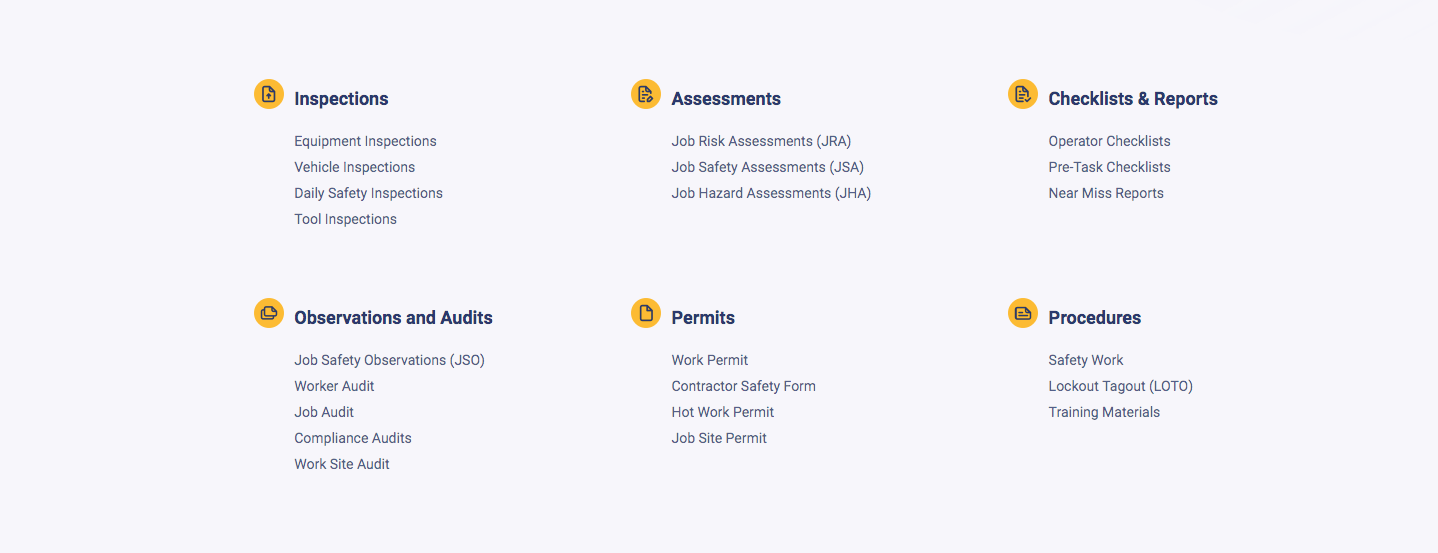 Inspections
Equipment Inspections
Vehicle Inspections
Daily Safety Inspections
Tool Inspections
Assessments
Job Risk Assessments (JRA)
Job Safety Assessments (JSA)
Job Hazard Assessments (JHA)
Checklists & Reports
Operator Checklists
Pre-Task Checklists
Near Miss Reports
Observations and Audits
Job Safety Observations (JSO)
Worker Audit
Job Audit
Compliance Audits
Work Site Audit
Permits
Work Permit
Contractor Safety Form
Hot Work Permit
Job Site Permit
Procedures
Safety Work
Lockout Tagout (LOTO)
Training Materials